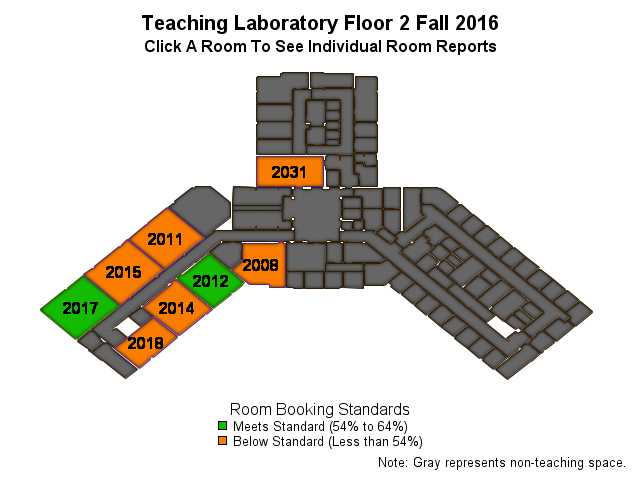 Teaching Laboratory Floor 2 Fall 2016
Click A Room To See Individual Room Reports
2031
2011
2015
2008
2012
2017
2014
2018
Room Booking Standards
Meets Standard (54% to 64%)
Below Standard (Less than 54%)
Note: Gray represents non-teaching space.